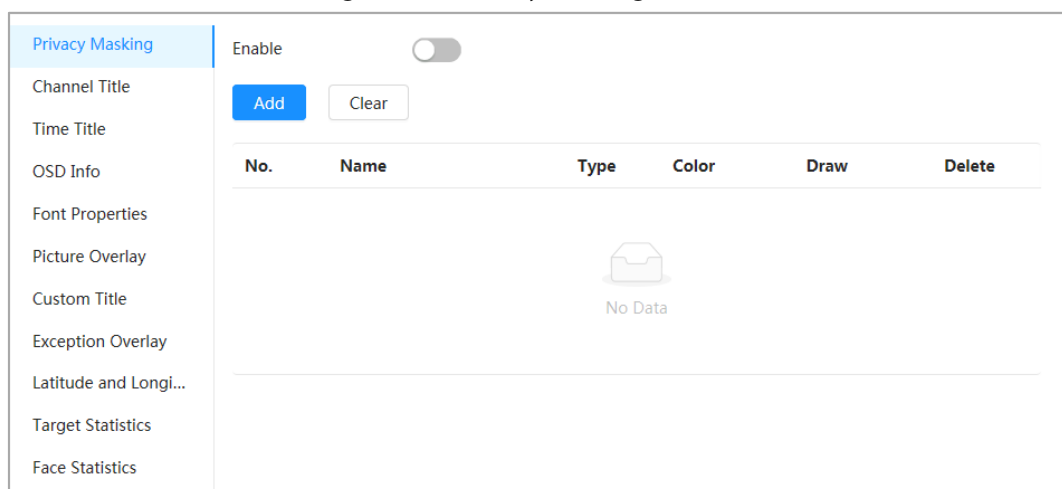 Privacy Masking
Enable
Channel Title
Add
Clear
Time Title
No.
Name
Type
Color
Draw
Delete
OSD Info
Font Properties
Picture Overlay
Custom Title
No Data
Exception Overlay
Latitude and Longi...
Target Statistics
Face Statistics